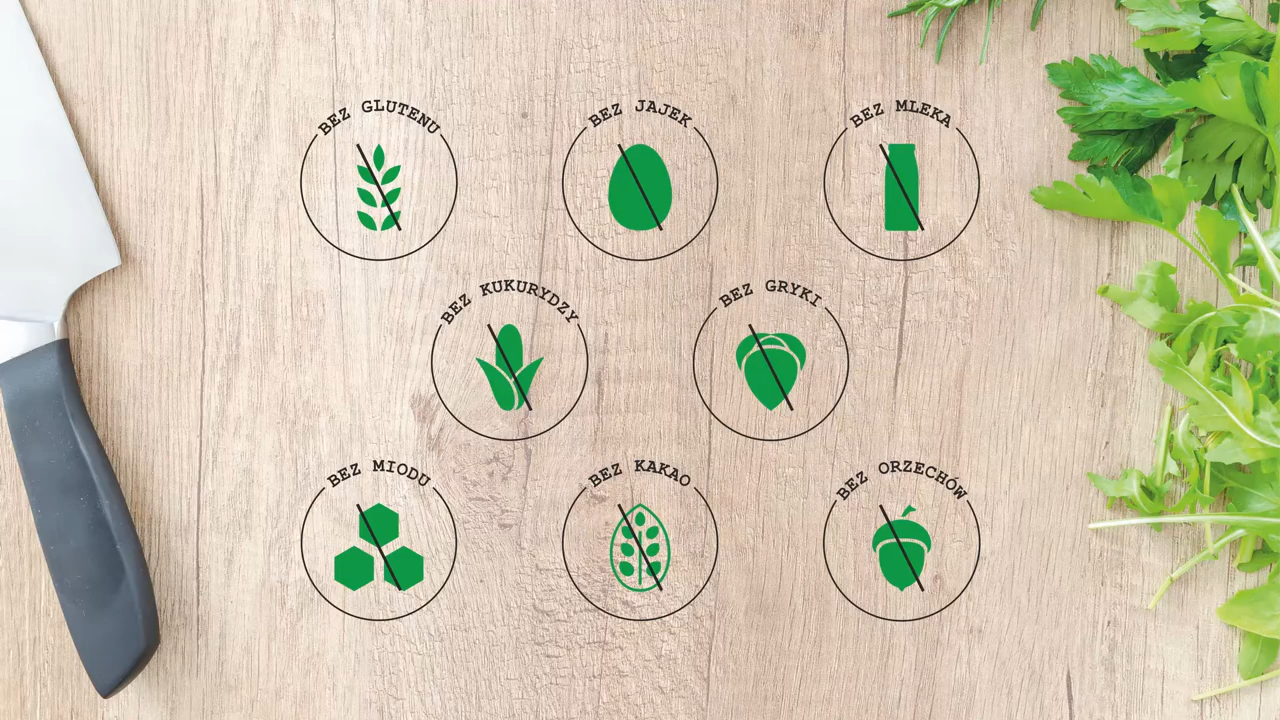 BEZ GLUTENU
BEZ JAJEK
BEZ MLEKA
BEZ KUKURYDZY
BEZ GRYKI
BEZ MIODU
BEZ KAKAO
BEZ ORZECHÓW